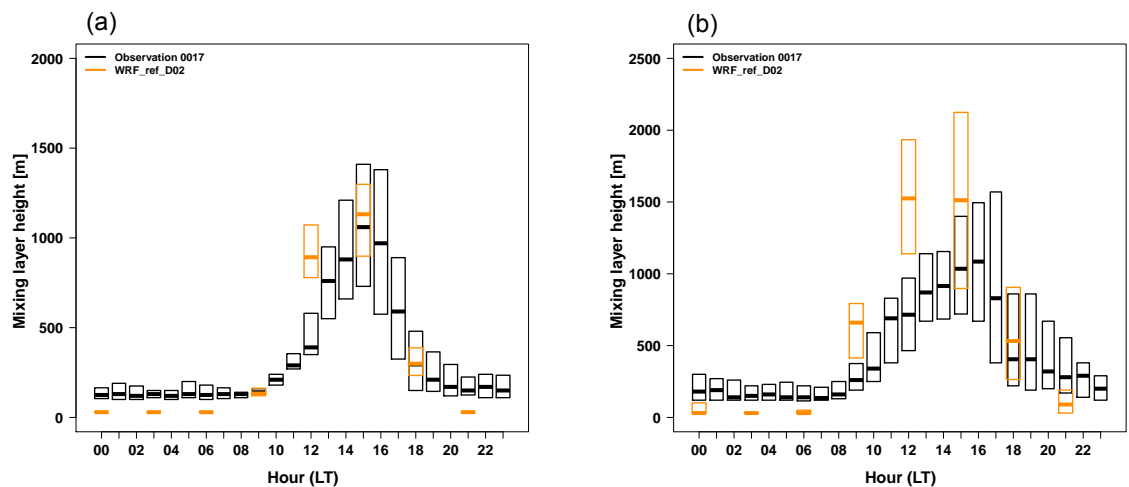 (a)
Observation 0017
WRF_ref_D02
Mixing layer height [m]
2000
1500
1000
500
0
00 02 04 06 08 10 12 14 16 18 20 22
Hour (LT)
(b)
Observation 0017
WRF_ref_D02
Mixing layer height [m]
2500
2000
1500
1000
500
0
00 02 04 06 08 10 12 14 16 18 20 22
Hour (LT)